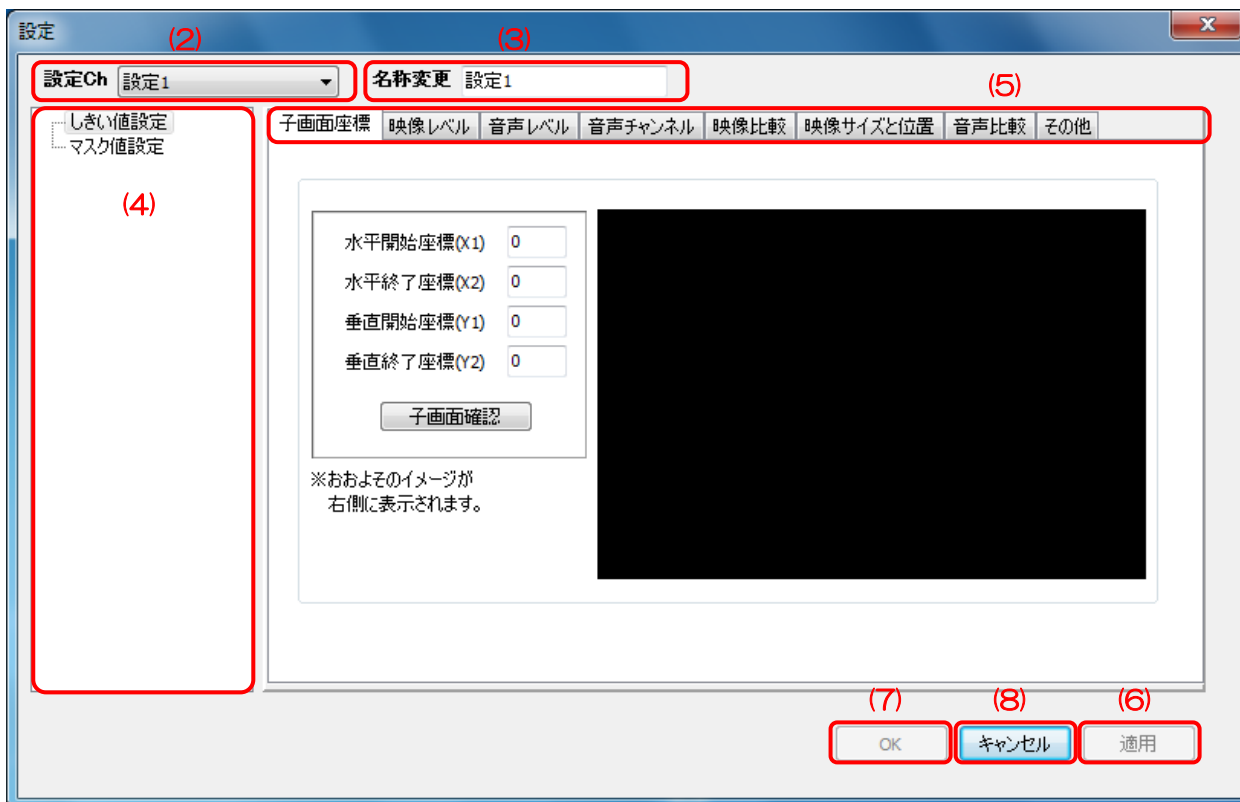 設定
(2)
(3)
設定Ch 設定1
名称変更 設定1
(5)
しきい値設定
マスク値設定
(4)
子画面座標 映像レベル 音声レベル 音声チャンネル 映像比較 映像サイズと位置 音声比較 その他
水平開始座標(X1) 0
水平終了座標(X2) 0
垂直開始座標(Y1) 0
垂直終了座標(Y2) 0
子画面確認
※おおよそのイメージが
右側に表示されます。
(7) (8) (6)
OK キャンセル 適用